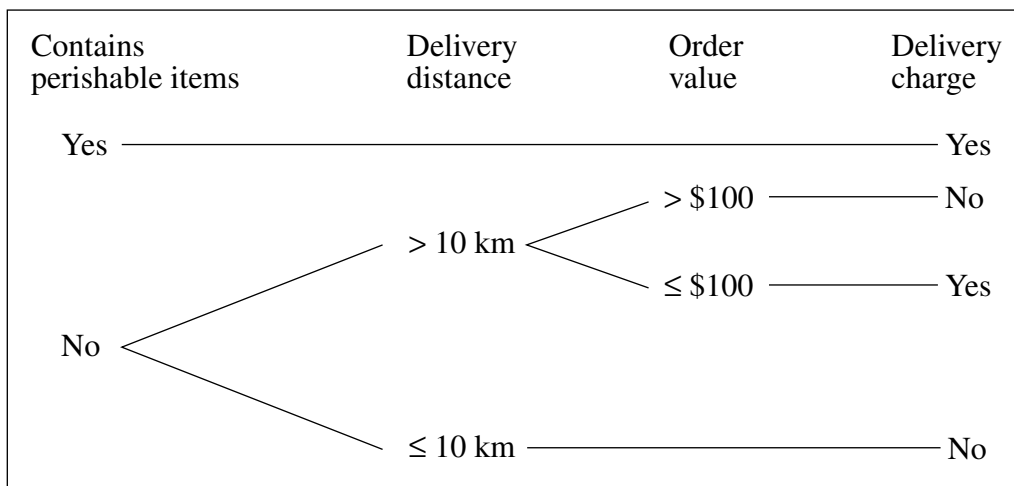 Contains
perishable items
Delivery
distance
Order
value
Delivery
charge
Yes
Yes
> $100
No
> 10 km
≤ $100
Yes
No
≤ 10 km
No